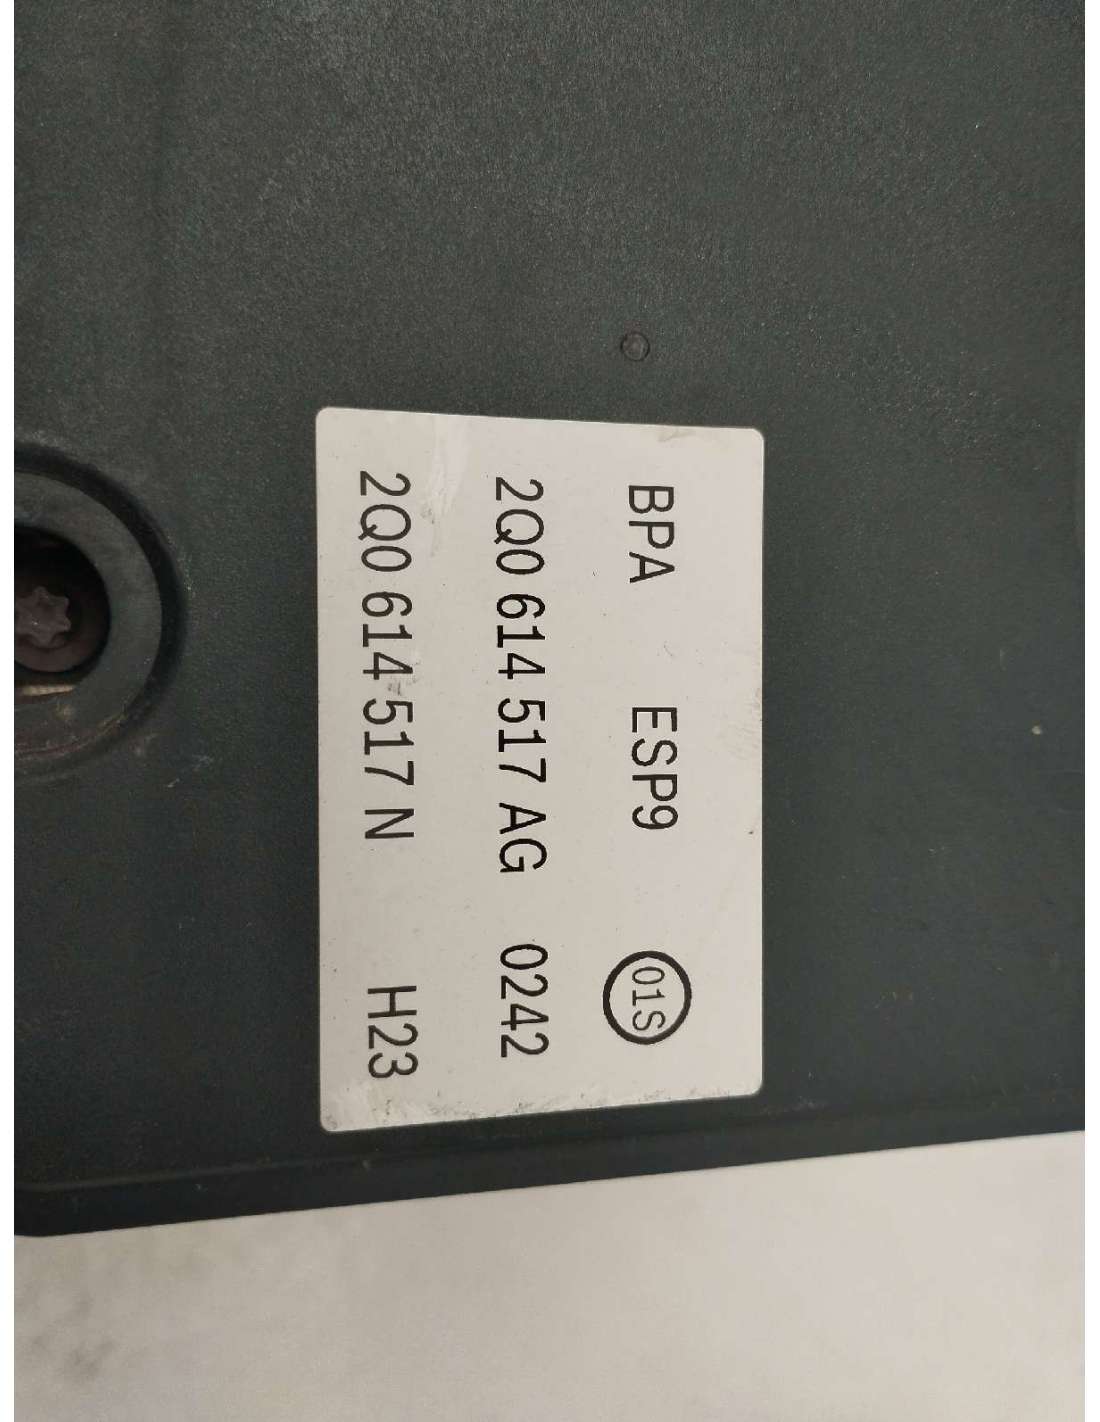 BPA ESP9 01S
2Q0 614 517 AG 0242
2Q0 614 517 N H23